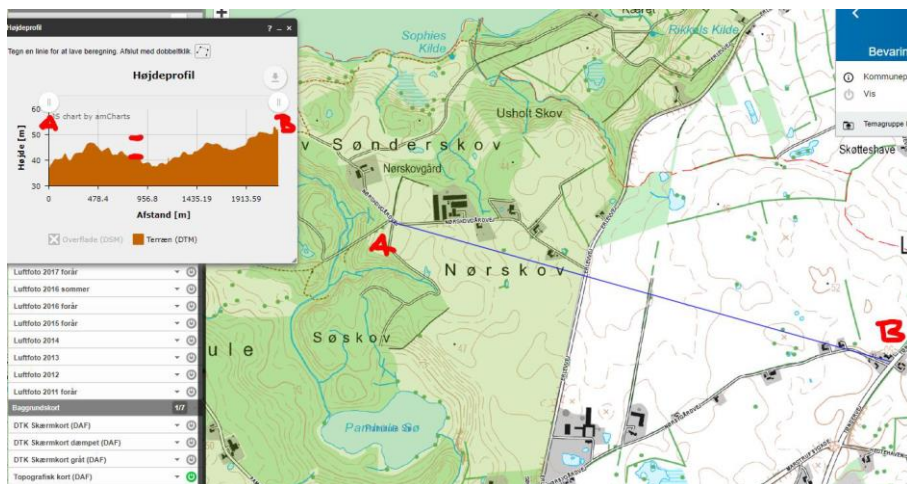 Højdeprofil
? _ ×
Tegn en linie for at lave beregning. Afslut med dobbeltklik.
Højdeprofil
JS chart by amCharts
Højde [m]
60
50
40
30
0
478.4
956.8
1435.19
1913.59
Afstand [m]
Overflade (DSM)
Terræn (DTM)
A
B
Luftfoto 2017 forår
Luftfoto 2016 sommer
Luftfoto 2016 forår
Luftfoto 2015 forår
Luftfoto 2014
Luftfoto 2013
Luftfoto 2012
Luftfoto 2011 forår
Baggrundskort 1/7
DTK Skærmkort (DAF)
DTK Skærmkort dæmpet (DAF)
DTK Skærmkort gråt (DAF)
Topografisk kort (DAF)
Sophies
Kilde
Rikkels Kilde
Usholt Skov
v Sønderskov
Nørskovgård
NØRSKOVGÅRDVEJ
A
Nørskov
Søskov
ule
Skøtteshave
L
B
Bevarin
Kommunep
Vis
Temagruppe i